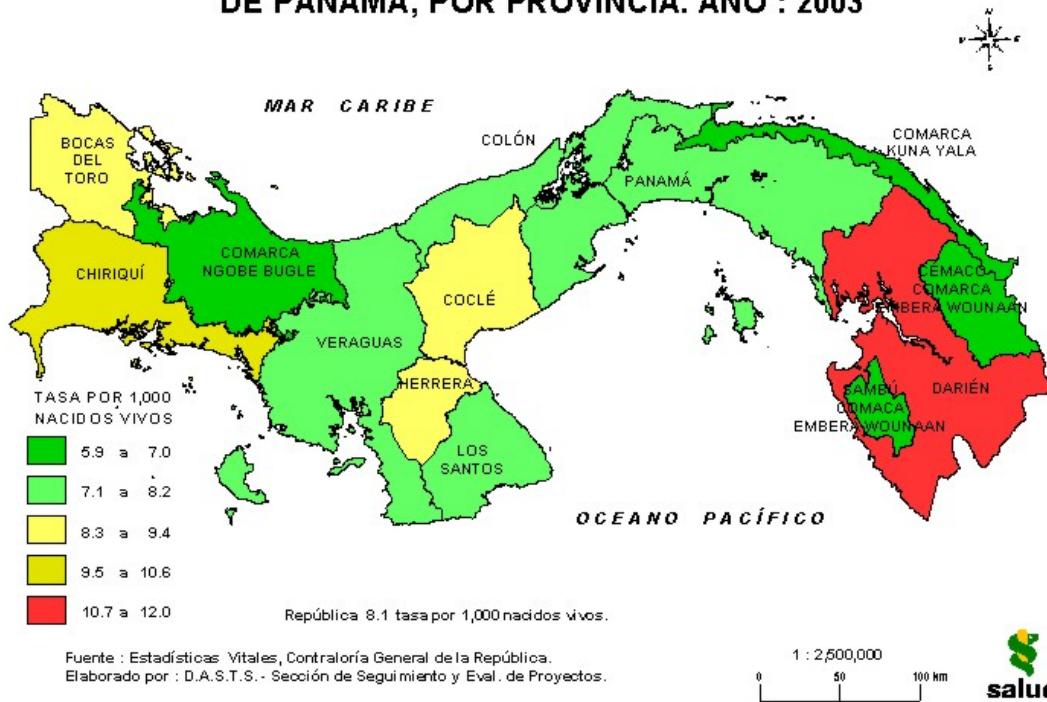 DE PANAMÁ, POR PROVINCIA. AÑO : 2003
N
E
S
MAR CARIBE
BOCAS
DEL
TORO
COLÓN
COMARCA
KUNA YALA
PANAMÁ
CHIRIQUÍ
COMARCA
NGOBE BUGLE
COCLÉ
CEMACO
COMARCA
EMBERA WOUNAAN
VERAGUAS
HERRERA
SAMBÚ
COMACA
EMBERA WOUNAAN
DARIÉN
LOS
SANTOS
TASA POR 1,000
NACIDOS VIVOS
5.9 a 7.0
7.1 a 8.2
8.3 a 9.4
9.5 a 10.6
10.7 a 12.0
OCEANO PACÍFICO
República 8.1 tasa por 1,000 nacidos vivos.
Fuente : Estadísticas Vitales, Contraloría General de la República.
Elaborado por : D.A.S.T.S. - Sección de Seguimiento y Eval. de Proyectos.
1 : 2,500,000
0 50 100 km
salud